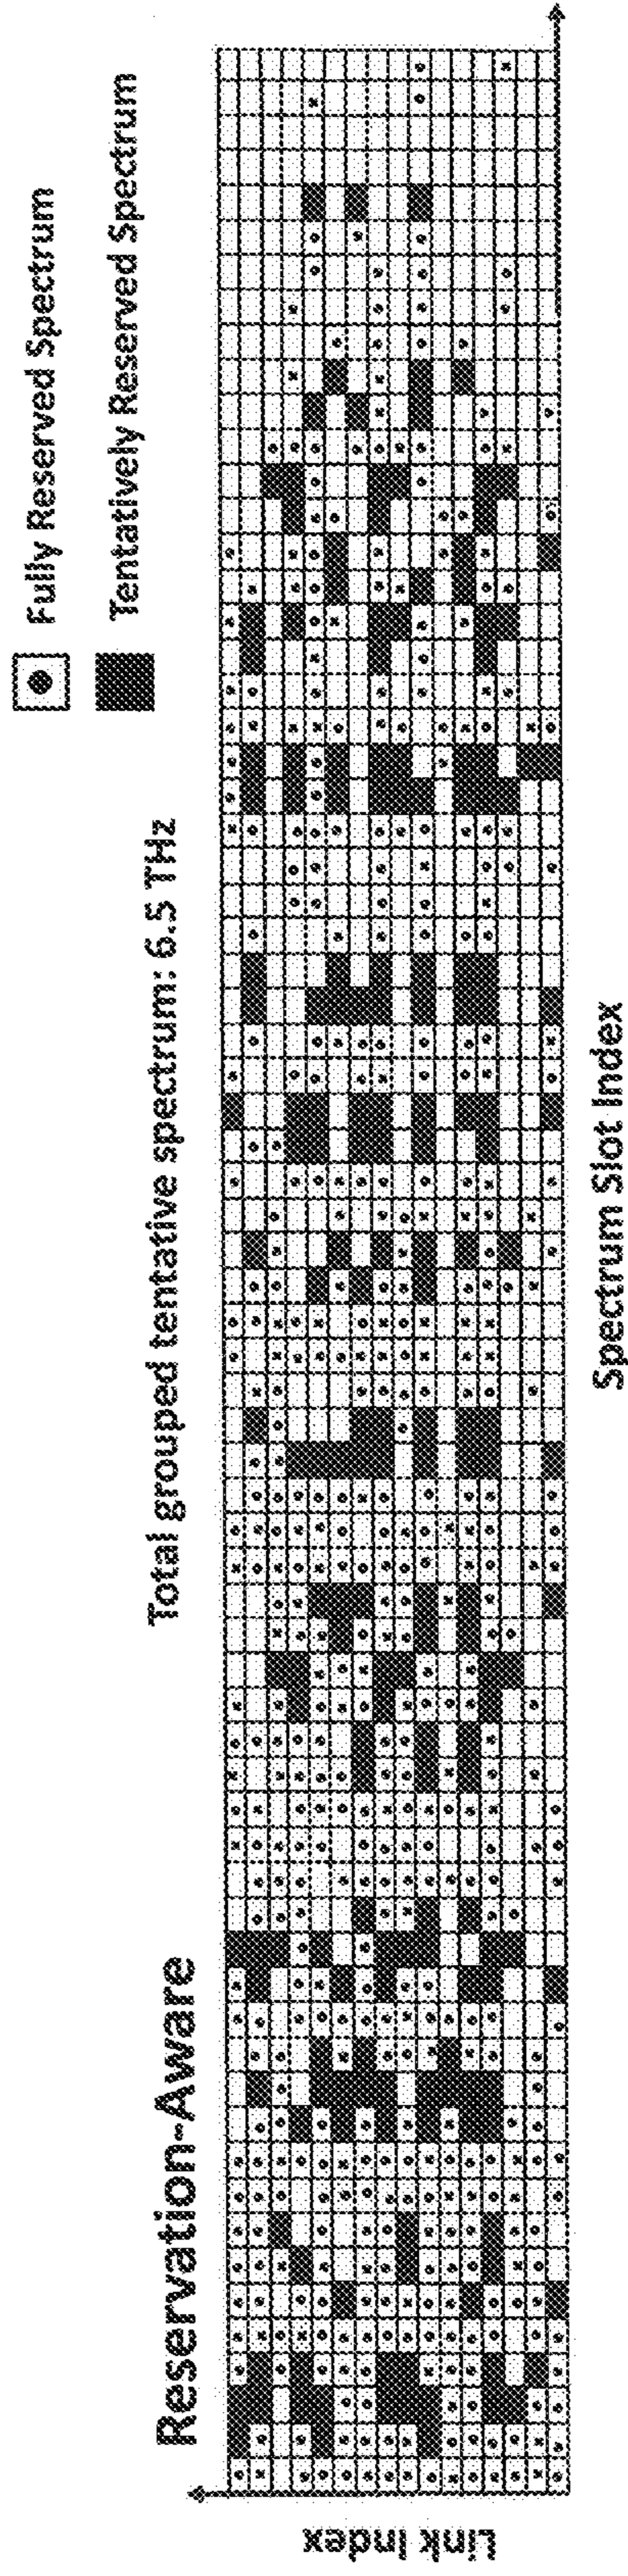 Fully Reserved Spectrum
Tentatively Reserved Spectrum
Total grouped tentative spectrum: 6.5 THz
Reservation-Aware
Link Index
Spectrum Slot Index